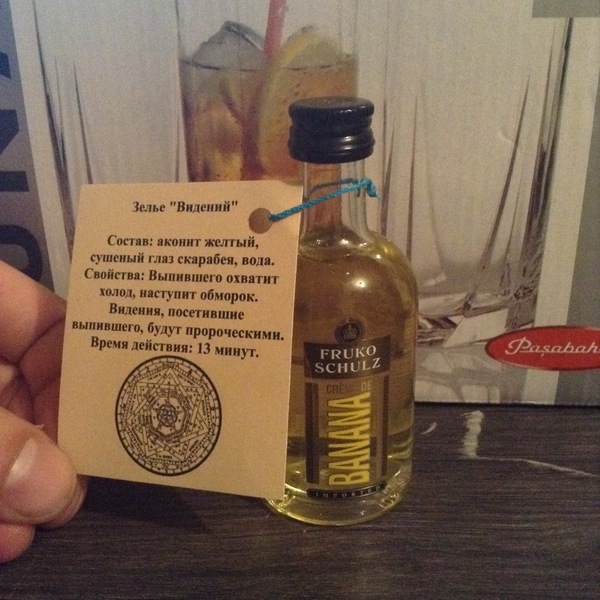 Зелье "Видений"
Состав: аконит желтый,
сушеный глаз скарабея, вода.
Свойства: Выпившего охватит
холод, наступит обморок.
Видения, посетившие
выпившего, будут пророческими.
Время действия: 13 минут.
FRUKO
SCHULZ
CRÈME DE
BANANA
IMPORTED
Paşabah